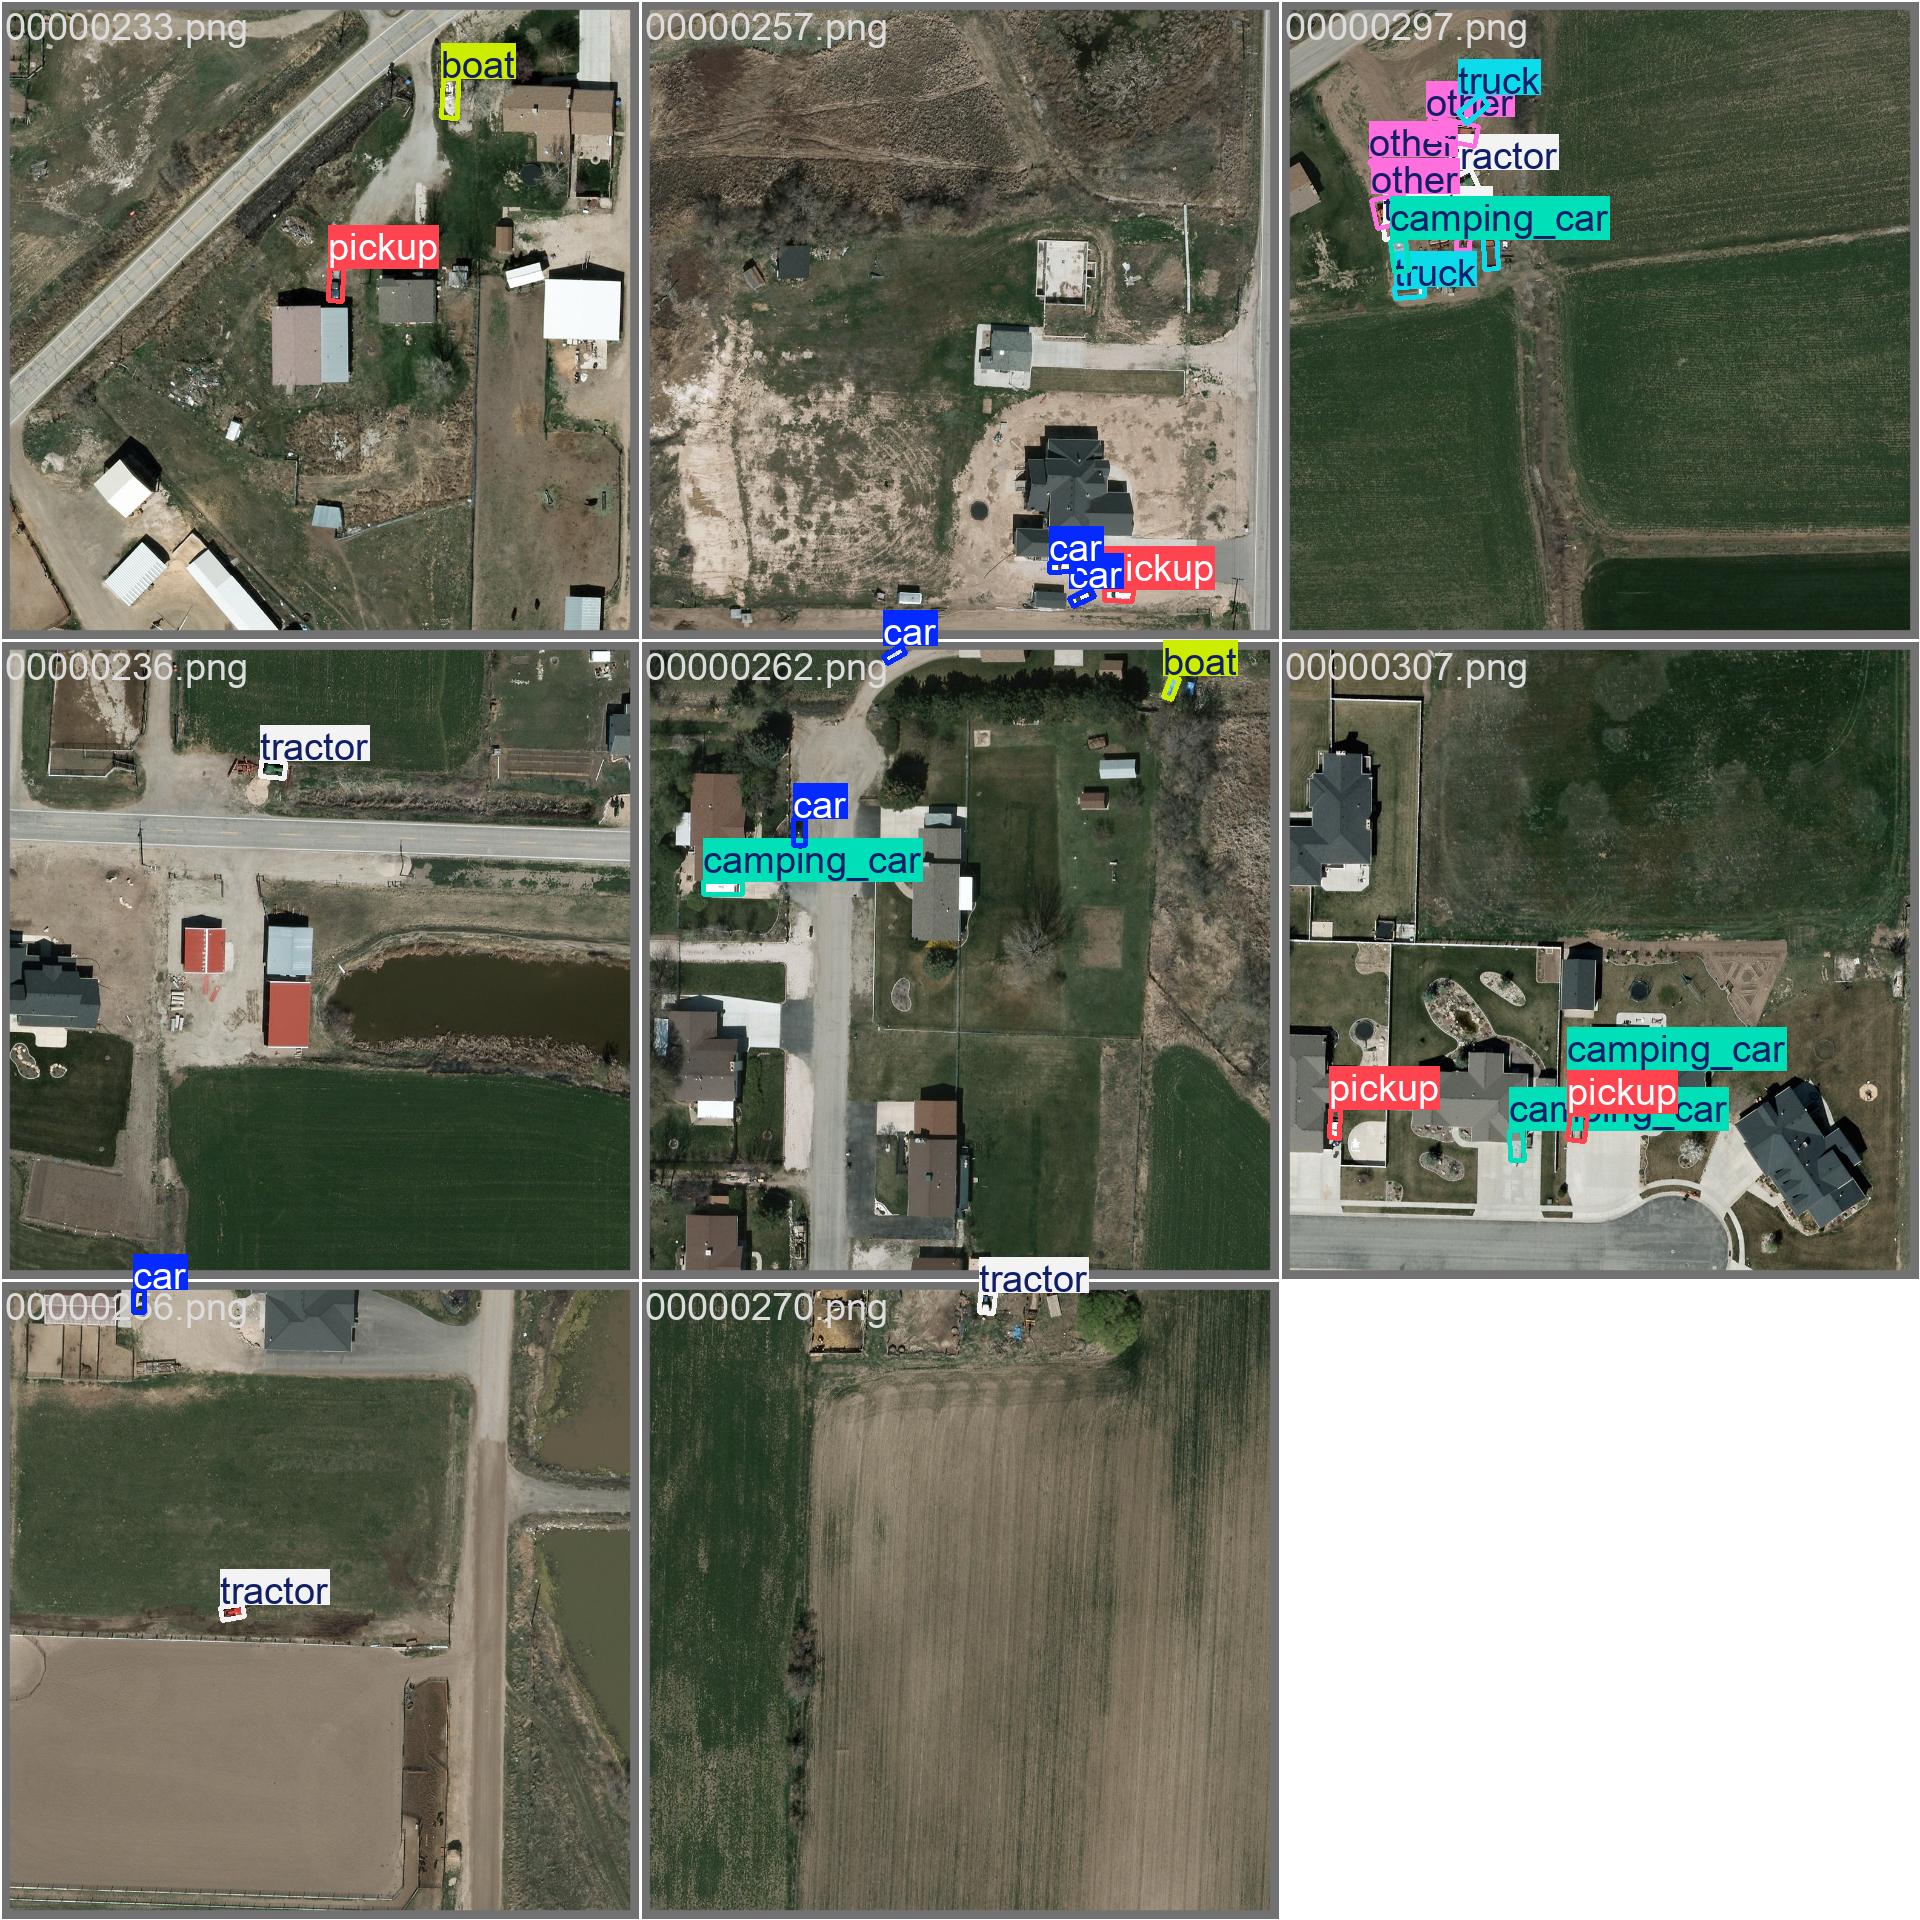 00000233.png
boat
pickup
00000257.png
car
car
ickup
00000297.png
truck
other
other
ractor
other
camping_car
truck
00000236.png
tractor
car
00000262.png
car
boat
car
camping_car
tractor
00000307.png
camping_car
pickup
pickup
camping_car
tractor
00000270.png